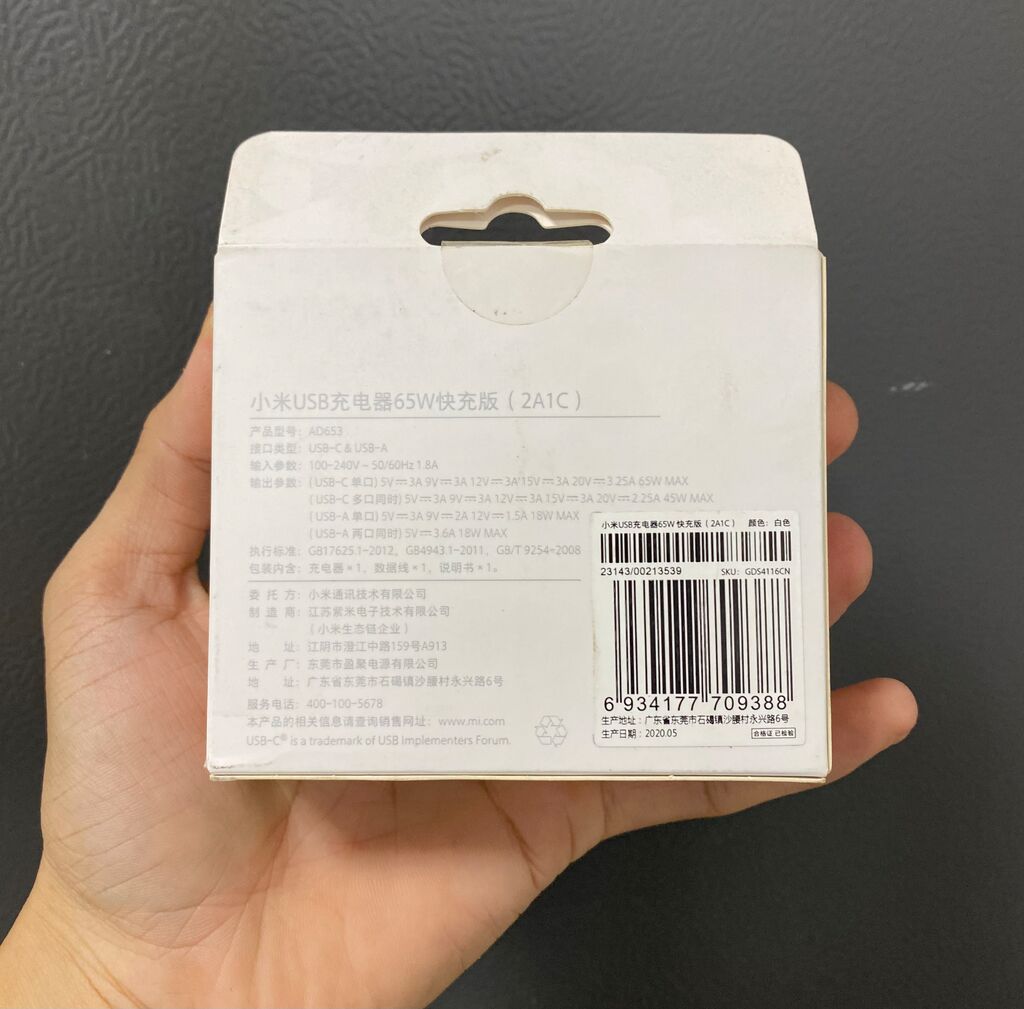 小米USB充电器65W快充版（2A1C）
产品型号：AD653
接口类型：USB-C & USB-A
输入参数：100-240V ~ 50/60Hz 1.8A
输出参数：(USB-C 单口) 5V⎓3A 9V⎓3A 12V⎓3A 15V⎓3A 20V⎓3.25A 65W MAX
(USB-C 多口同时) 5V⎓3A 9V⎓3A 12V⎓3A 15V⎓3A 20V⎓2.25A 45W MAX
(USB-A 单口) 5V⎓3A 9V⎓2A 12V⎓1.5A 18W MAX
(USB-A 两口同时) 5V⎓3.6A 18W MAX
执行标准：GB17625.1-2012，GB4943.1-2011，GB/T 9254-2008
包装内含：充电器×1，数据线×1，说明书×1。
委托方：小米通讯技术有限公司
制造商：江苏紫米电子技术有限公司
（小米生态链企业）
地址：江阴市澄江中路159号A913
生产厂：东莞市盈聚电源有限公司
地址：广东省东莞市石碣镇沙腰村永兴路6号
服务电话：400-100-5678
本产品的相关信息请查询销售网址：www.mi.com
USB-C® is a trademark of USB Implementers Forum.
小米USB充电器65W 快充版（2A1C） 颜色：白色
23143/00213539 SKU：GDS4116CN
6 934177 709388
生产地址：广东省东莞市石碣镇沙腰村永兴路6号
生产日期：2020.05 合格证 已检验